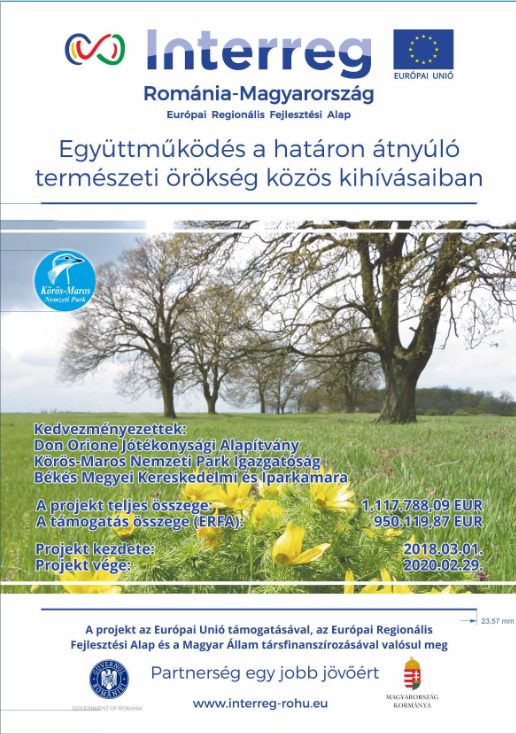 Interreg
EURÓPAI UNIÓ
Románia-Magyarország
Európai Regionális Fejlesztési Alap
Együttműködés a határon átnyúló
természeti örökség közös kihívásaiban
Körös-Maros
Nemzeti Park
Kedvezményezettek:
Don Orione Jótékonysági Alapítvány
Körös-Maros Nemzeti Park Igazgatóság
Békés Megyei Kereskedelmi és Iparkamara
A projekt teljes összege: 1.117.788,09 EUR
A támogatás összege (ERFA): 950.119,87 EUR
Projekt kezdete: 2018.03.01.
Projekt vége: 2020.02.29.
23,57 mm
A projekt az Európai Unió támogatásával, az Európai Regionális
Fejlesztési Alap és a Magyar Állam társfinanszírozásával valósul meg
Partnerség egy jobb jövőért
www.interreg-rohu.eu
GOVERNMENT OF ROMANIA
MAGYARORSZÁG
KORMÁNYA